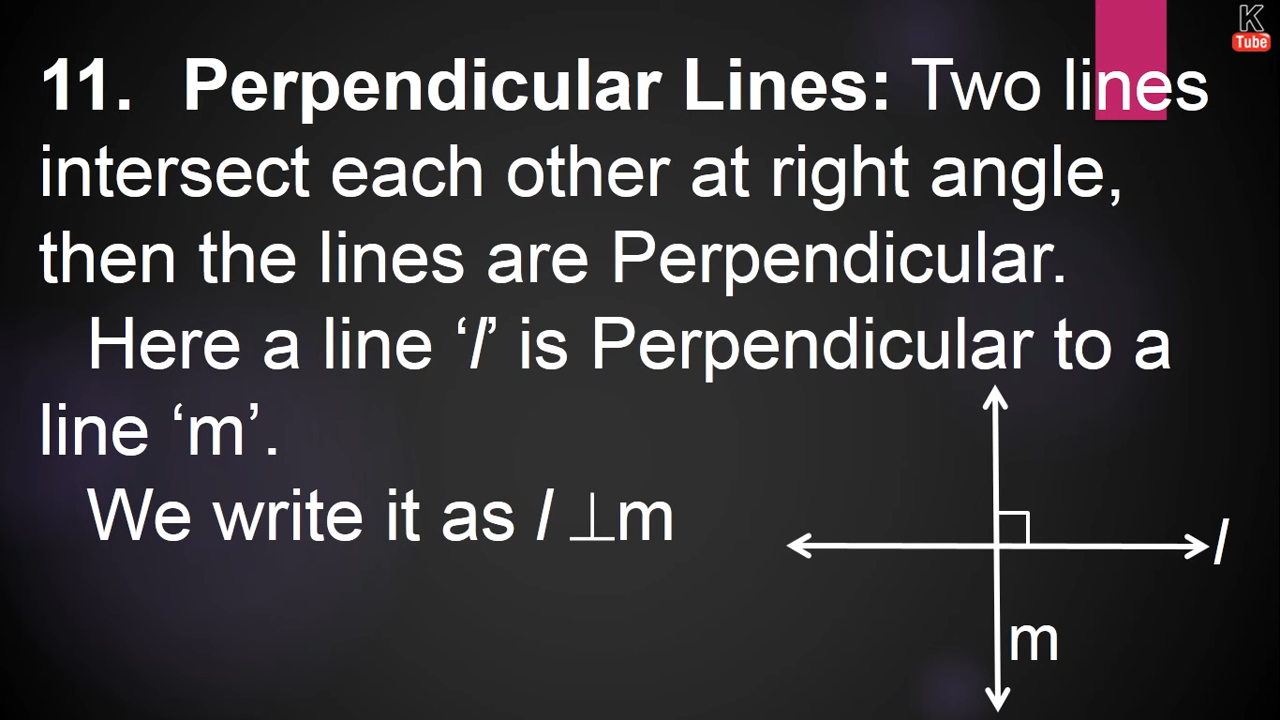 K
Tube
11. Perpendicular Lines: Two lines
intersect each other at right angle,
then the lines are Perpendicular.
Here a line ‘l’ is Perpendicular to a
line ‘m’.
We write it as l ⊥m
l
m